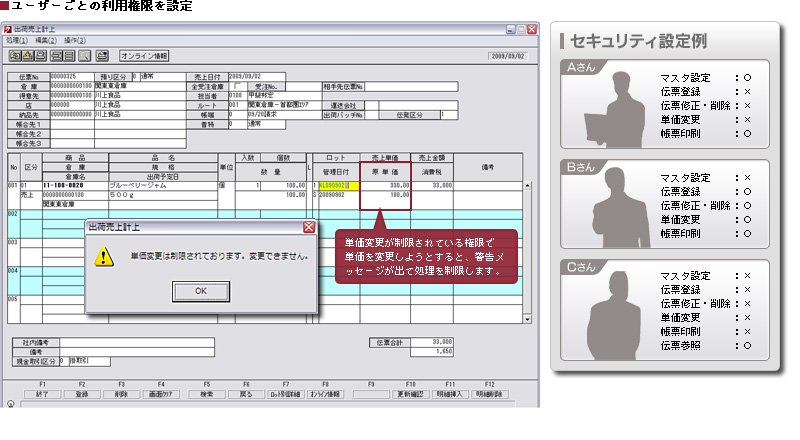 ユーザーごとの利用権限を設定
出荷売上計上
処理(1) 編集(2) 操作(3)
オンライン情報 2009/09/02
伝票No. 00000325 預り区分 0 通常 売上日付 2009/09/02
倉庫 000000000100 関東東倉庫 全受注倉庫 受注No. 相手先伝票No.
得意先 000000000100 川上食品 担当者 0100 甲賀邦宏
店 000000 川上食品 ルート 001 関東倉庫－首都圏エリア 運送会社
納品先 000000000000 川上食品 帳端 0 09/20請求 出荷バッチNo. 伝発区分 1
帳合先1 書特 0 通常
帳合先2
帳合先3
No 区分 商品 品名 単位 入数 個数 L ロット 売上単価 売上金額 備考
倉庫 規格 数量 管理日付 原単価 消費税
倉庫名 出荷予定日
001 01 11-100-0020 ブルーベリージャム 個 1 100.00 1 KL090902 330.00 33,000
売上 000000000100 500g 100.00 S 20090902 100.00
関東東倉庫
002
003
004
005
出荷売上計上
単価変更は制限されております。変更できません。
OK
単価変更が制限されている権限で
単価を変更しようとすると、警告メ
ッセージが出て処理を制限します。
社内備考
備考
現金取引区分 0 掛取引
伝票合計 33,000
1,650
F1 F2 F3 F4 F5 F6 F7 F8 F9 F10 F11 F12
終了 登録 削除 画面クリア 検索 戻る ロット別詳細 オンライン情報 更新確認 明細挿入 明細削除
セキュリティ設定例
Aさん
マスタ設定 ：○
伝票登録 ：×
伝票修正・削除：×
単価変更 ：×
帳票印刷 ：○
Bさん
マスタ設定 ：×
伝票登録 ：○
伝票修正・削除：○
単価変更 ：○
帳票印刷 ：○
Cさん
マスタ設定 ：×
伝票登録 ：×
伝票修正・削除：×
単価変更 ：×
帳票印刷 ：×
伝票参照 ：○